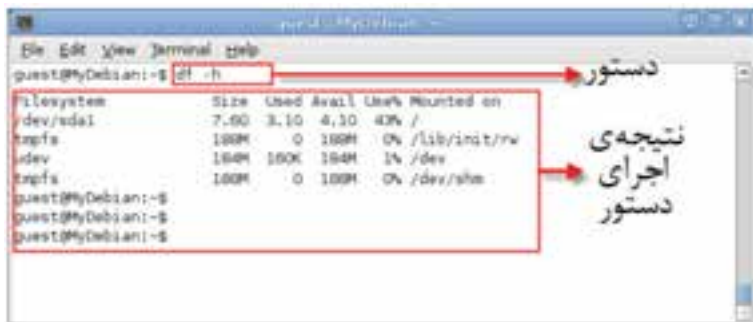 guest@MyDebian: ~
File Edit View Terminal Help
guest@MyDebian:~$ df -h
دستور
Filesystem Size Used Avail Use% Mounted on
/dev/sda1 7.6G 3.1G 4.1G 43% /
tmpfs 188M 0 188M 0% /lib/init/rw
udev 184M 160K 184M 1% /dev
tmpfs 188M 0 188M 0% /dev/shm
guest@MyDebian:~$
guest@MyDebian:~$
guest@MyDebian:~$
نتیجه‌ی
اجرای
دستور